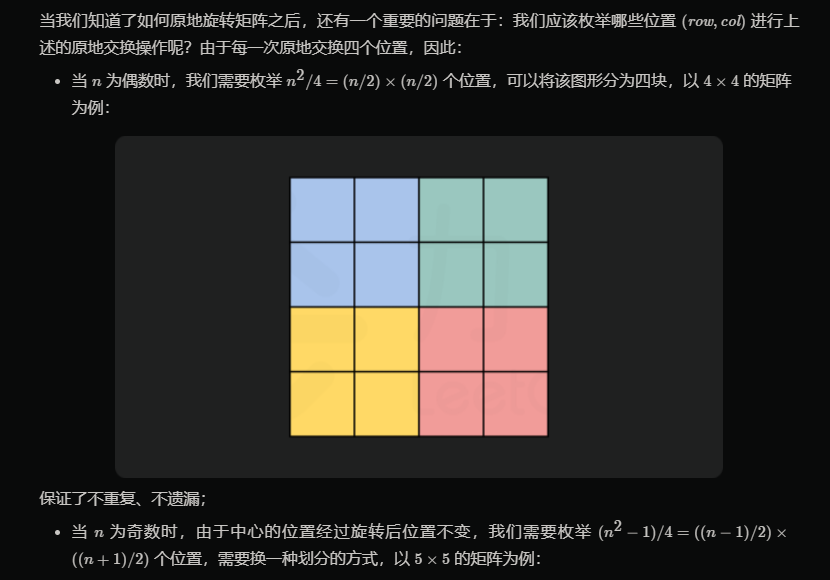 当我们知道了如何原地旋转矩阵之后，还有一个重要的问题在于：我们应该枚举哪些位置 (row, col) 进行上
述的原地交换操作呢？由于每一次原地交换四个位置，因此：
• 当 n 为偶数时，我们需要枚举 n²/4 = (n/2) × (n/2) 个位置，可以将该图形分为四块，以 4 × 4 的矩阵
为例：
LeetC
保证了不重复、不遗漏；
• 当 n 为奇数时，由于中心的位置经过旋转后位置不变，我们需要枚举 (n² − 1)/4 = ((n − 1)/2) ×
((n + 1)/2) 个位置，需要换一种划分的方式，以 5 × 5 的矩阵为例：